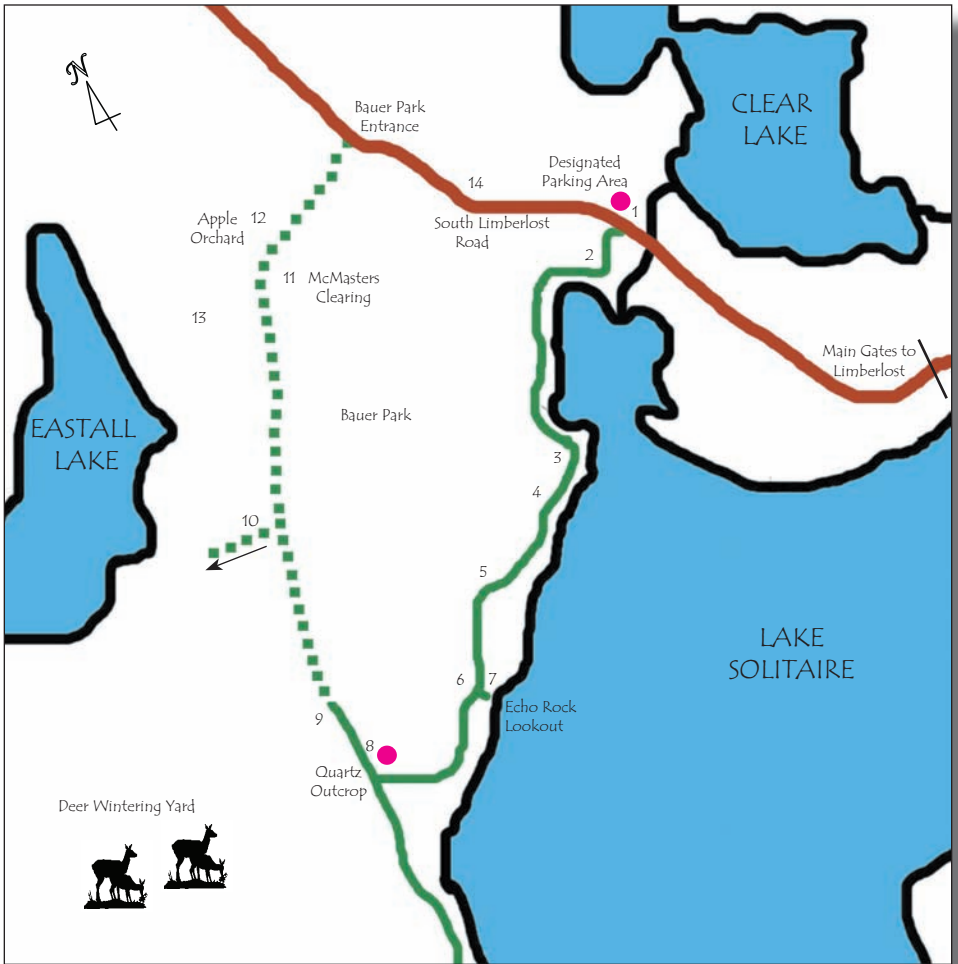 N
Bauer Park
Entrance
CLEAR
LAKE
Designated
Parking Area
14
1
Apple
Orchard
12
South Limberlost
Road
2
11
McMasters
Clearing
13
Main Gates to
Limberlost
Bauer Park
EASTALL
LAKE
3
4
10
5
LAKE
SOLITAIRE
6
7
Echo Rock
Lookout
9
8
Quartz
Outcrop
Deer Wintering Yard